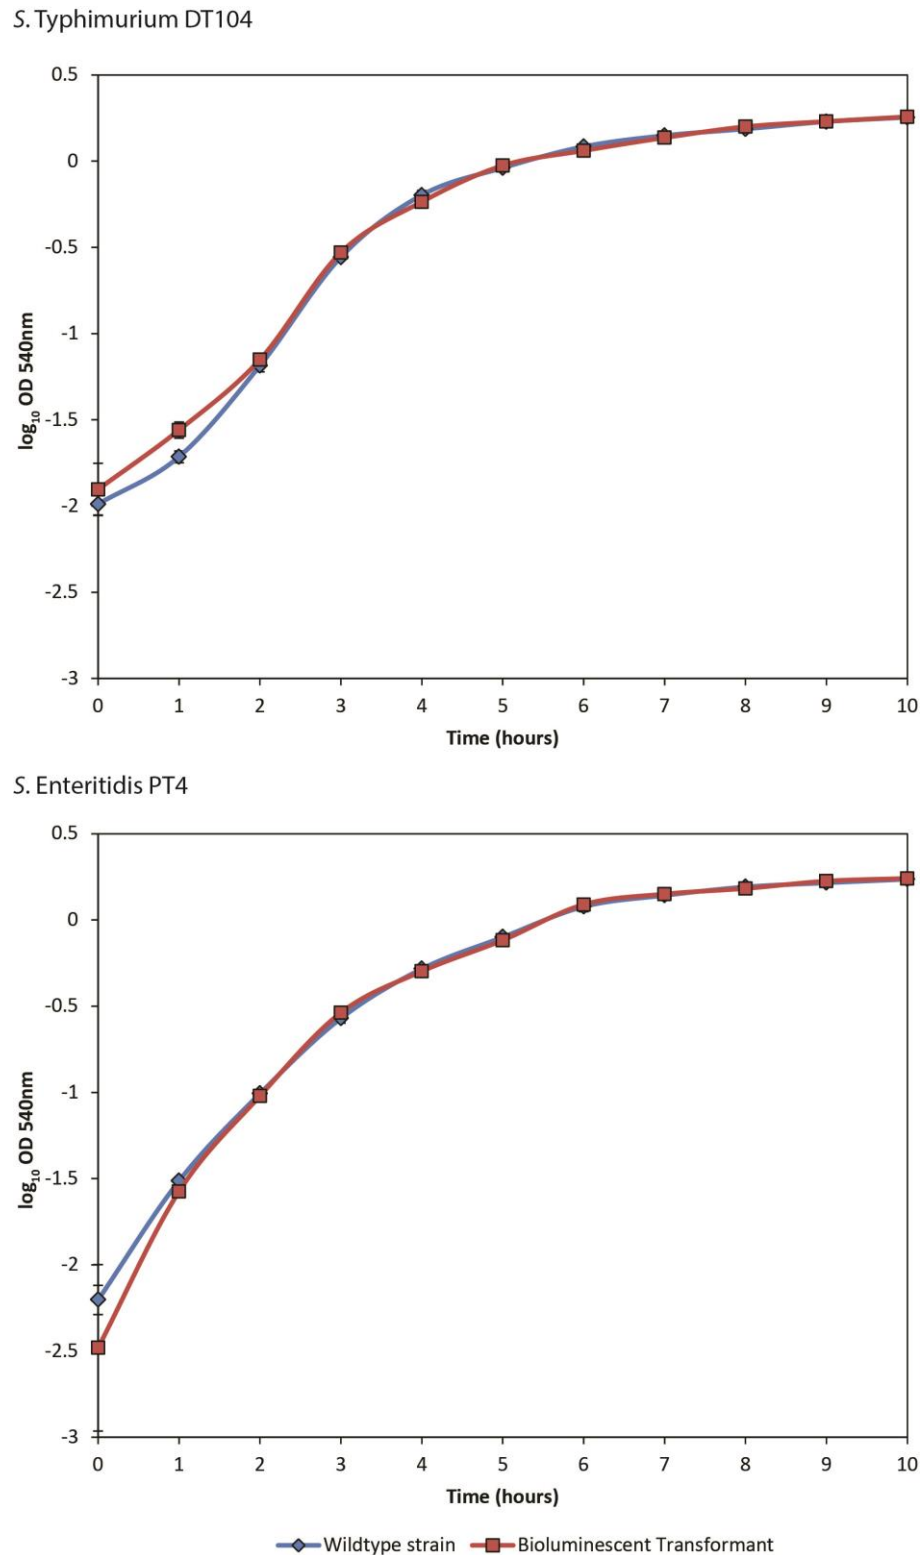 S. Typhimurium DT104
0.5
0
-0.5
-1
-1.5
-2
-2.5
-3
log₁₀ OD 540nm
0 1 2 3 4 5 6 7 8 9 10
Time (hours)
S. Enteritidis PT4
0.5
0
-0.5
-1
-1.5
-2
-2.5
-3
log₁₀ OD 540nm
0 1 2 3 4 5 6 7 8 9 10
Time (hours)
Wildtype strain Bioluminescent Transformant